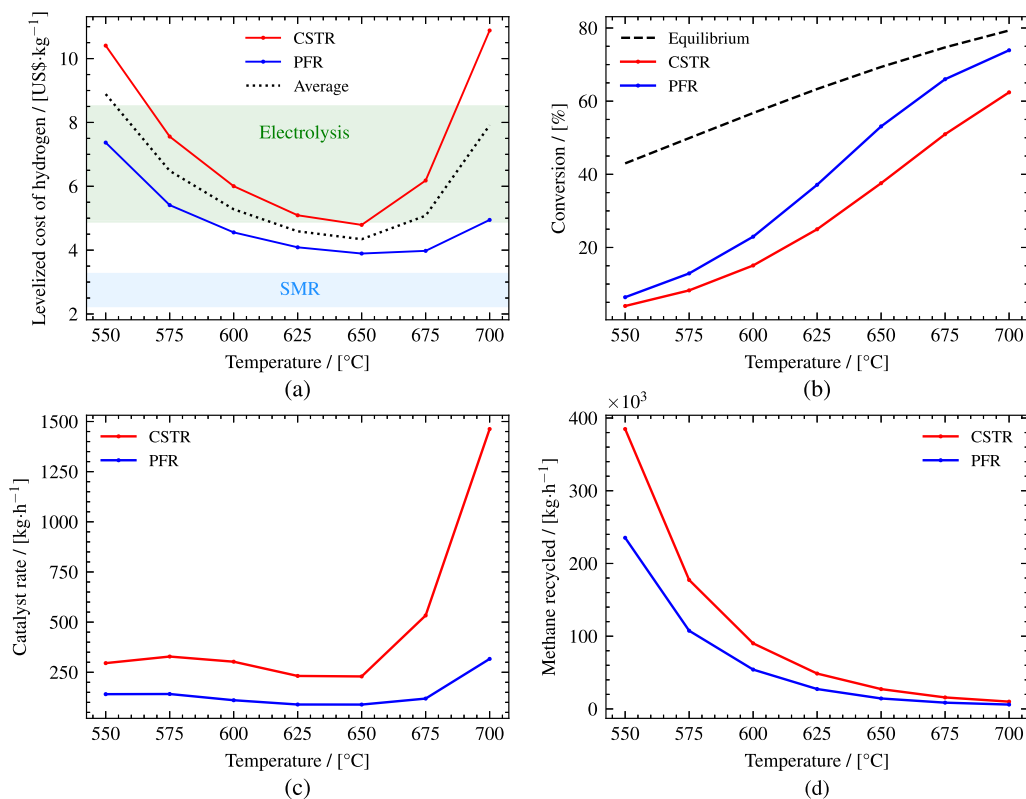 CSTR
PFR
Average
Electrolysis
SMR
Levelized cost of hydrogen / [US$·kg⁻¹]
10
8
6
4
2
550 575 600 625 650 675 700
Temperature / [°C]
(a)
Equilibrium
CSTR
PFR
Conversion / [%]
80
60
40
20
550 575 600 625 650 675 700
Temperature / [°C]
(b)
CSTR
PFR
Catalyst rate / [kg·h⁻¹]
1500
1250
1000
750
500
250
550 575 600 625 650 675 700
Temperature / [°C]
(c)
×10³
CSTR
PFR
Methane recycled / [kg·h⁻¹]
400
300
200
100
0
550 575 600 625 650 675 700
Temperature / [°C]
(d)